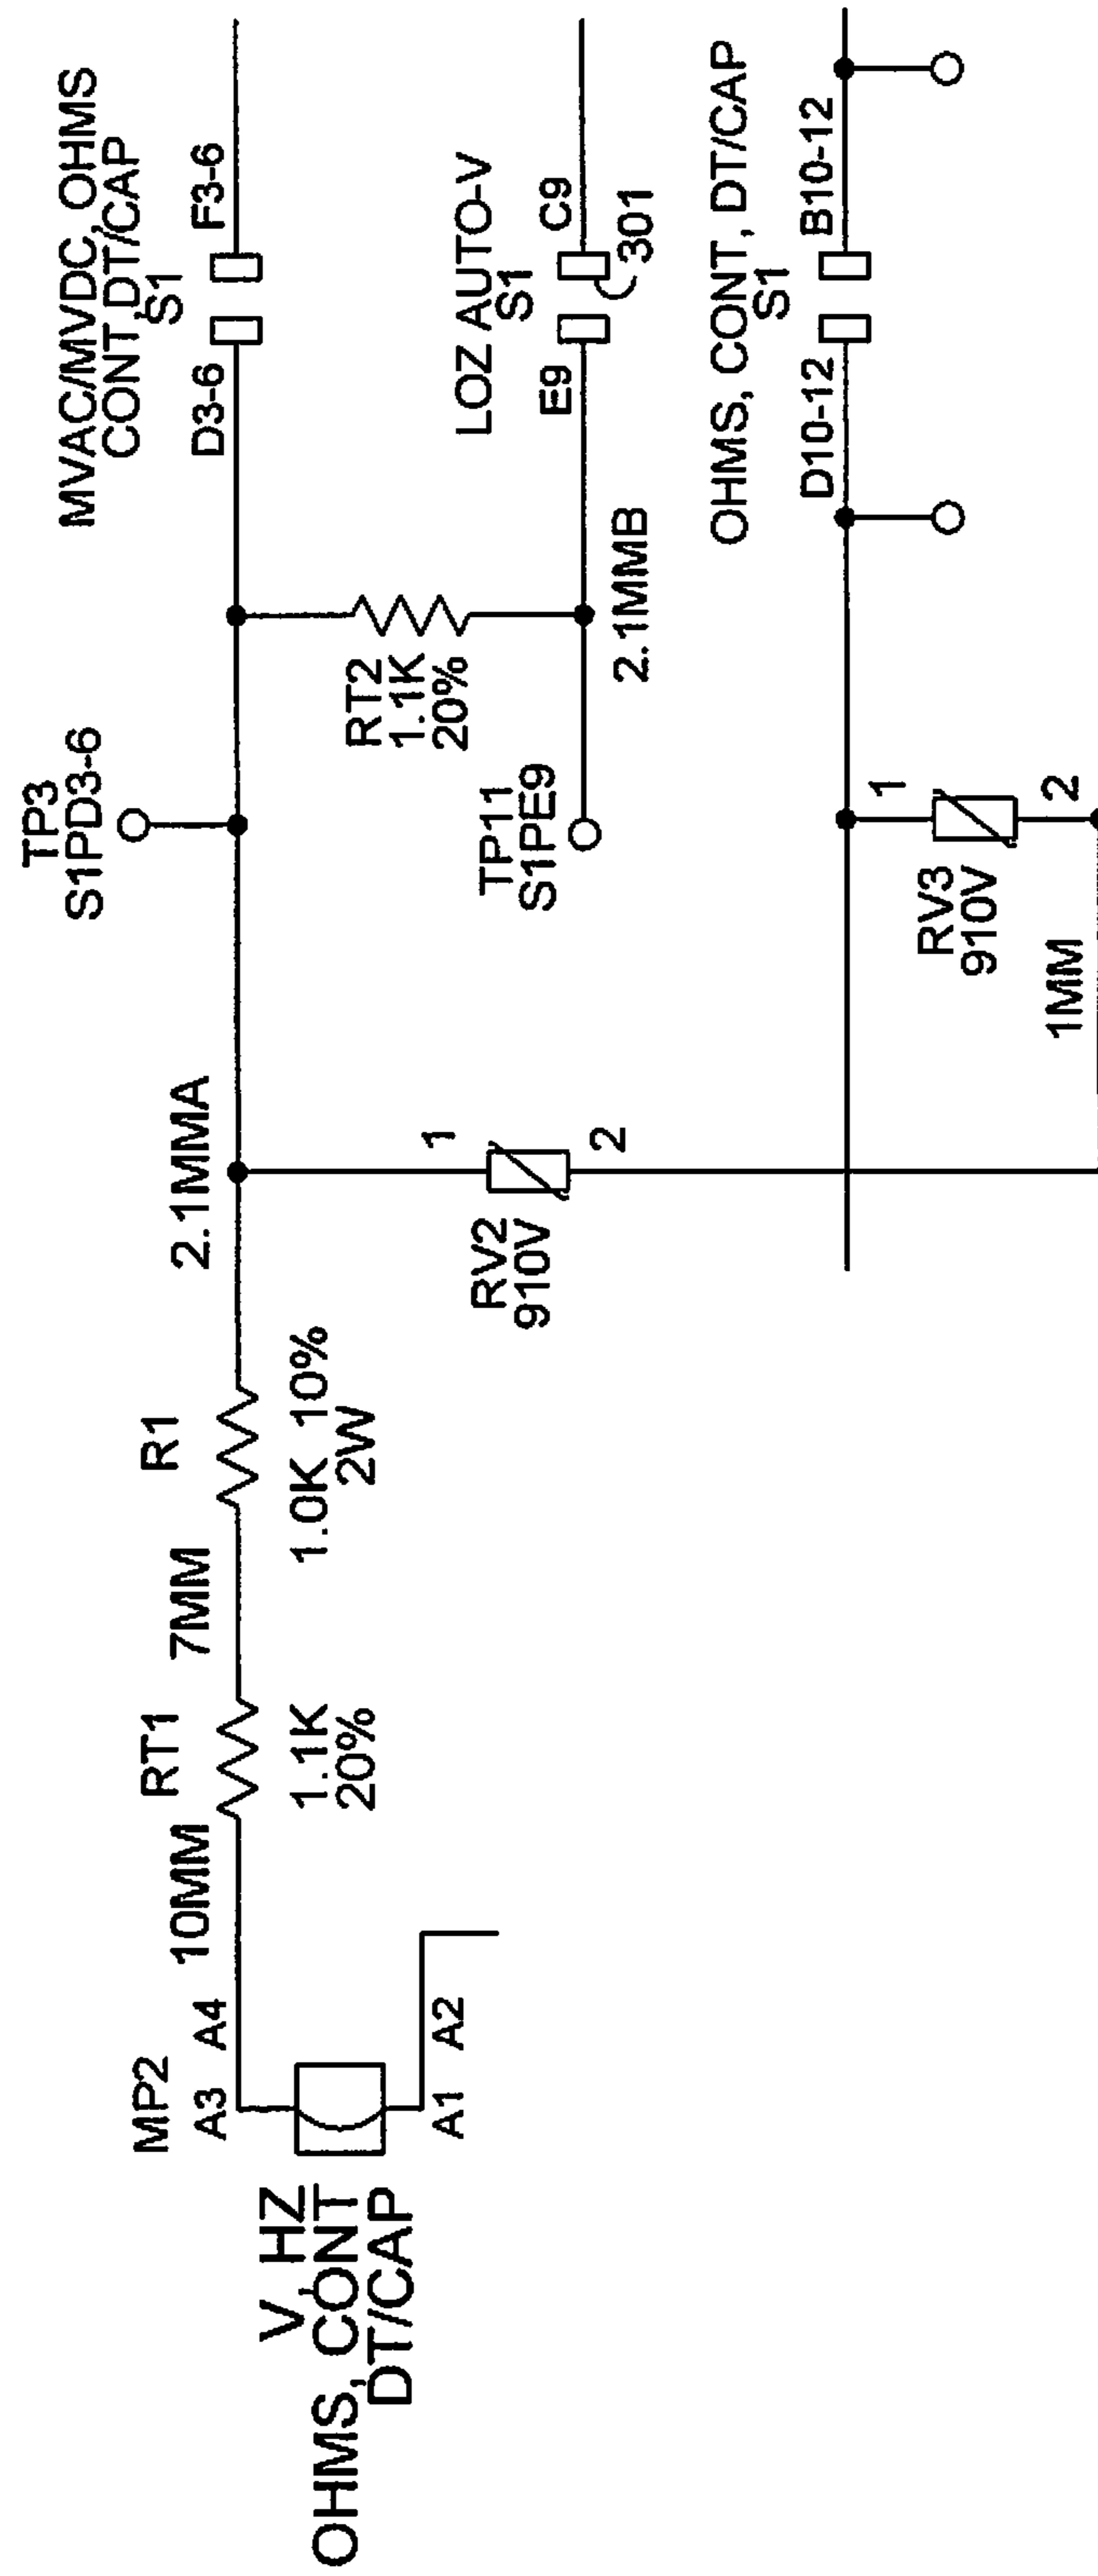 MVAC/MVDC, OHMS
CONT,DT/CAP
S1
D3-6
F3-6
TP3
S1PD3-6
LOZ AUTO-V
S1
E9
C9
301
RT2
1.1K
20%
TP11
S1PE9
2.1MMB
2.1MMA
OHMS, CONT, DT/CAP
S1
D10-12
B10-12
1
RV2
910V
2
1
RV3
910V
2
1MM
R1
1.0K 10%
2W
7MM
RT1
1.1K
20%
10MM
MP2
A3
A4
A1
A2
V, HZ
OHMS, CONT
DT/CAP